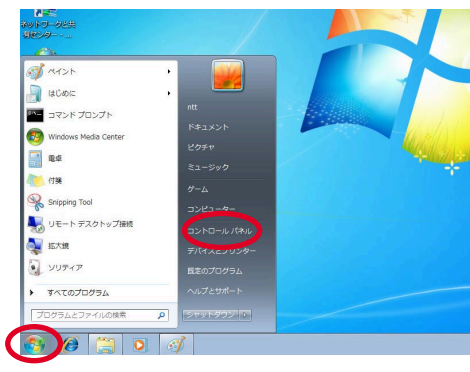 ネットワークと共
有センター - ...
ペイント
はじめに
コマンド プロンプト
Windows Media Center
電卓
付箋
Snipping Tool
リモート デスクトップ接続
拡大鏡
ソリティア
すべてのプログラム
プログラムとファイルの検索
ntt
ドキュメント
ピクチャ
ミュージック
ゲーム
コンピューター
コントロール パネル
デバイスとプリンター
既定のプログラム
ヘルプとサポート
シャットダウン